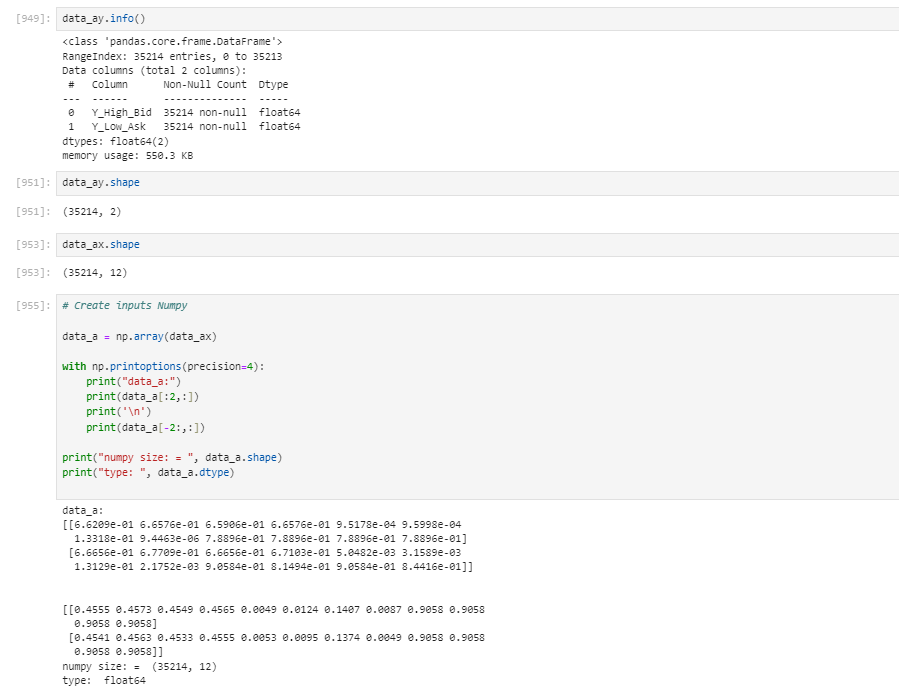 [949]: data_ay.info()
<class 'pandas.core.frame.DataFrame'>
RangeIndex: 35214 entries, 0 to 35213
Data columns (total 2 columns):
 #   Column      Non-Null Count  Dtype
---  ------      --------------  -----
 0   Y_High_Bid  35214 non-null  float64
 1   Y_Low_Ask   35214 non-null  float64
dtypes: float64(2)
memory usage: 550.3 KB
[951]: data_ay.shape
[951]: (35214, 2)
[953]: data_ax.shape
[953]: (35214, 12)
[955]: # Create inputs Numpy
data_a = np.array(data_ax)
with np.printoptions(precision=4):
    print("data_a:")
    print(data_a[:2,:])
    print('\n')
    print(data_a[-2:,:])
print("numpy size: = ", data_a.shape)
print("type: ", data_a.dtype)
data_a:
[[6.6209e-01 6.6576e-01 6.5906e-01 6.6576e-01 9.5178e-04 9.5998e-04
  1.3318e-01 9.4463e-06 7.8896e-01 7.8896e-01 7.8896e-01 7.8896e-01]
 [6.6656e-01 6.7709e-01 6.6656e-01 6.7103e-01 5.0482e-03 3.1589e-03
  1.3129e-01 2.1752e-03 9.0584e-01 8.1494e-01 9.0584e-01 8.4416e-01]]
[[0.4555 0.4573 0.4549 0.4565 0.0049 0.0124 0.1407 0.0087 0.9058 0.9058
  0.9058 0.9058]
 [0.4541 0.4563 0.4533 0.4555 0.0053 0.0095 0.1374 0.0049 0.9058 0.9058
  0.9058 0.9058]]
numpy size: =  (35214, 12)
type:  float64